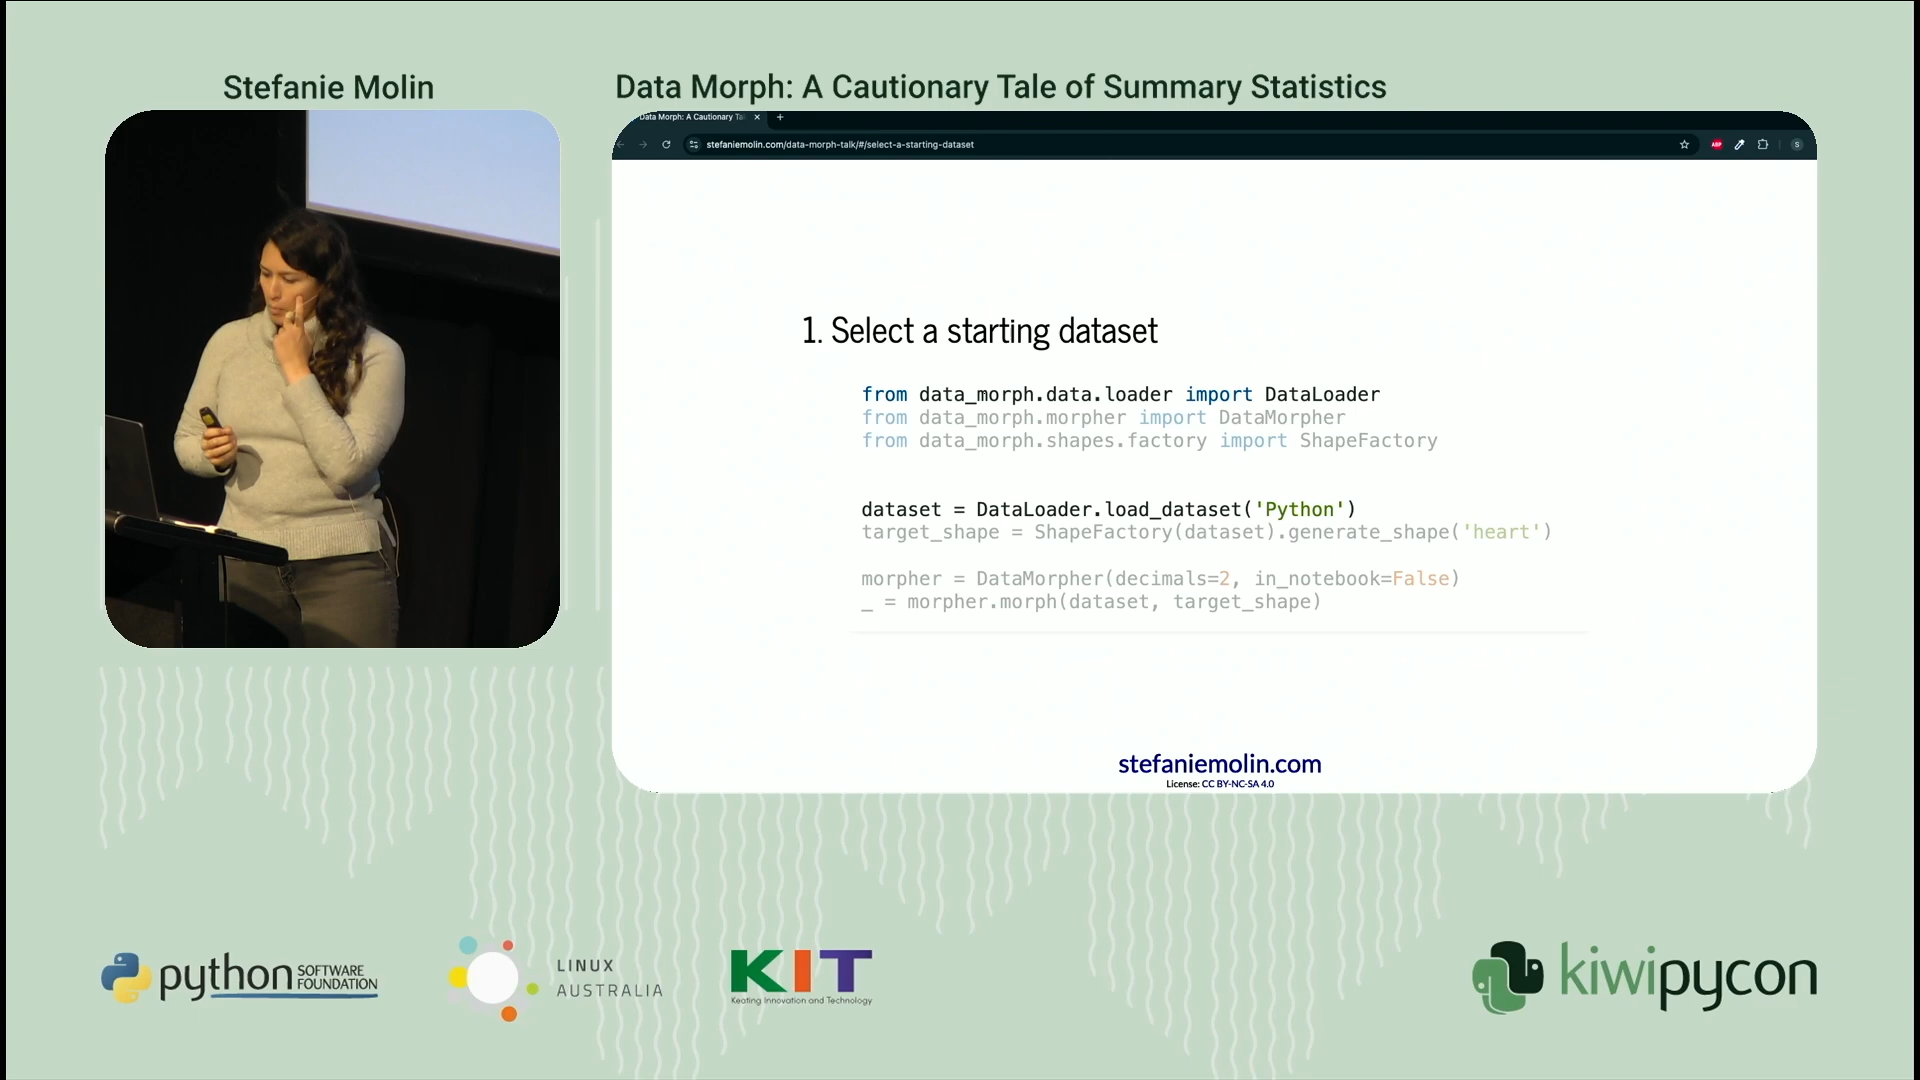 Stefanie Molin
Data Morph: A Cautionary Tale of Summary Statistics
Data Morph: A Cautionary Ta
stefaniemolin.com/data-morph-talk/#/select-a-starting-dataset
ABP
S
1. Select a starting dataset
from data_morph.data.loader import DataLoader
from data_morph.morpher import DataMorpher
from data_morph.shapes.factory import ShapeFactory
dataset = DataLoader.load_dataset('Python')
target_shape = ShapeFactory(dataset).generate_shape('heart')
morpher = DataMorpher(decimals=2, in_notebook=False)
_ = morpher.morph(dataset, target_shape)
stefaniemolin.com
License: CC BY-NC-SA 4.0
python SOFTWARE FOUNDATION
LINUX AUSTRALIA
KIT
Keating Innovation and Technology
kiwipycon